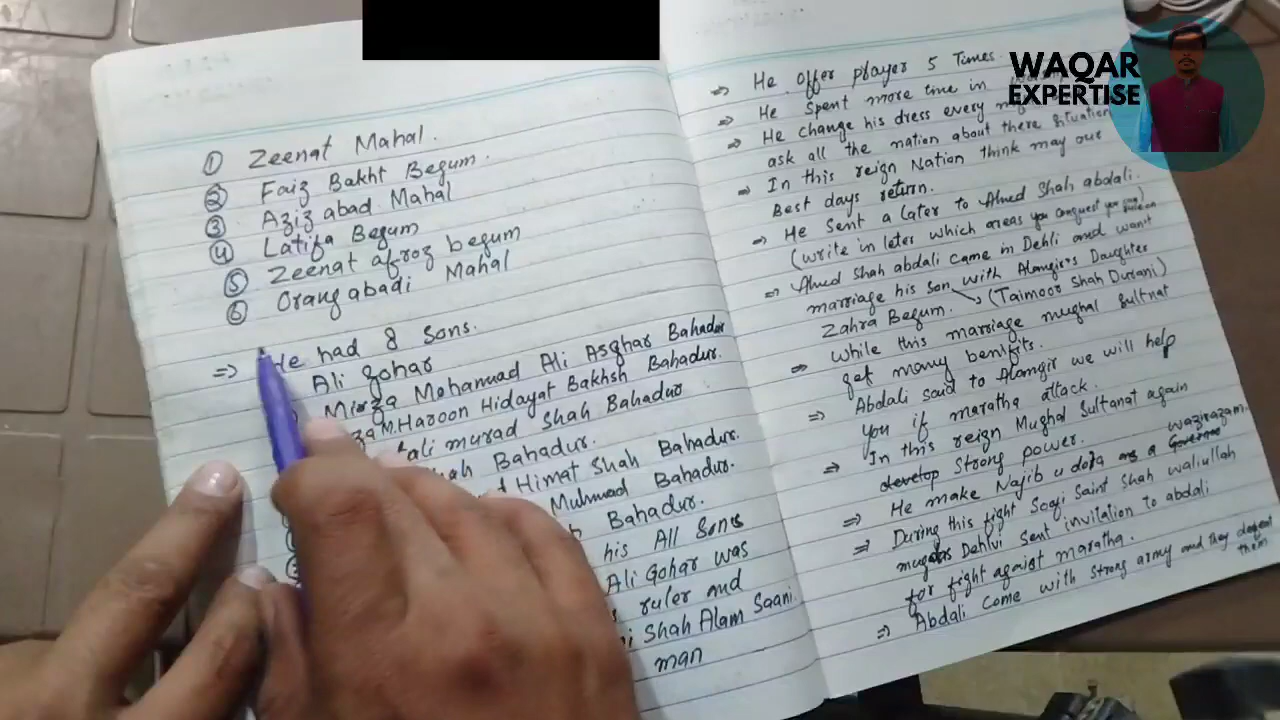 ① Zeenat Mahal.
② Faiz Bakht Begum.
③ Aziz abad Mahal
④ Latifa Begum
⑤ Zeenat afroz begum
⑥ Orang abadi Mahal
⇒ He had 8 sons.
Ali gohar
Mirza Mohammad Ali Asghar Bahadur
M. Haroon Hidayat Bakhsh Bahadur.
ali murad Shah Bahadur
Bahadur.
Himat Shah Bahadur.
Bahadur.
Bahadur.
his All Sons
Ali Gohar was
ruler and
Shah Alam Saani.
man
⇒ He offer player 5 Times.
⇒ He Spent more time in
⇒ He change his dress every
ask all the nation about there situation
⇒ In this reign Nation think may our
Best days return.
⇒ He Sent a later to Ahmed Shah abdali.
(write in leter which areas you conquest you
⇒ Ahmed Shah abdali came in Dehli and want
marriage his son with Alamgir's Daughter
Zahra Begum. (Taimoor Shah Durani)
⇒ While this marriage mughal Sultnat
get many benifits.
⇒ Abdali said to Alamgir we will help
you if maratha attack.
⇒ In this reign Mughal Sultanat again
develop Strong power.
⇒ He make Najib u dola as a Governor wazirazam.
⇒ During this fight Saint Shah waliullah
Dehlvi Sent invitation to abdali
for fight against maratha.
⇒ Abdali come with strong army and they
them
WAQAR
EXPERTISE